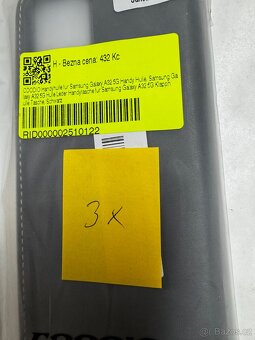 H - Bezna cena: 432 Kc
COCOCIO Handyhülle für Samsung Galaxy A32 5G Handy Hülle, Samsung Ga
laxy A32 5G Hülle Leder Handytasche für Samsung Galaxy A32 5G Klapph
ülle Tasche, Schwarz
RID000002510122
3x